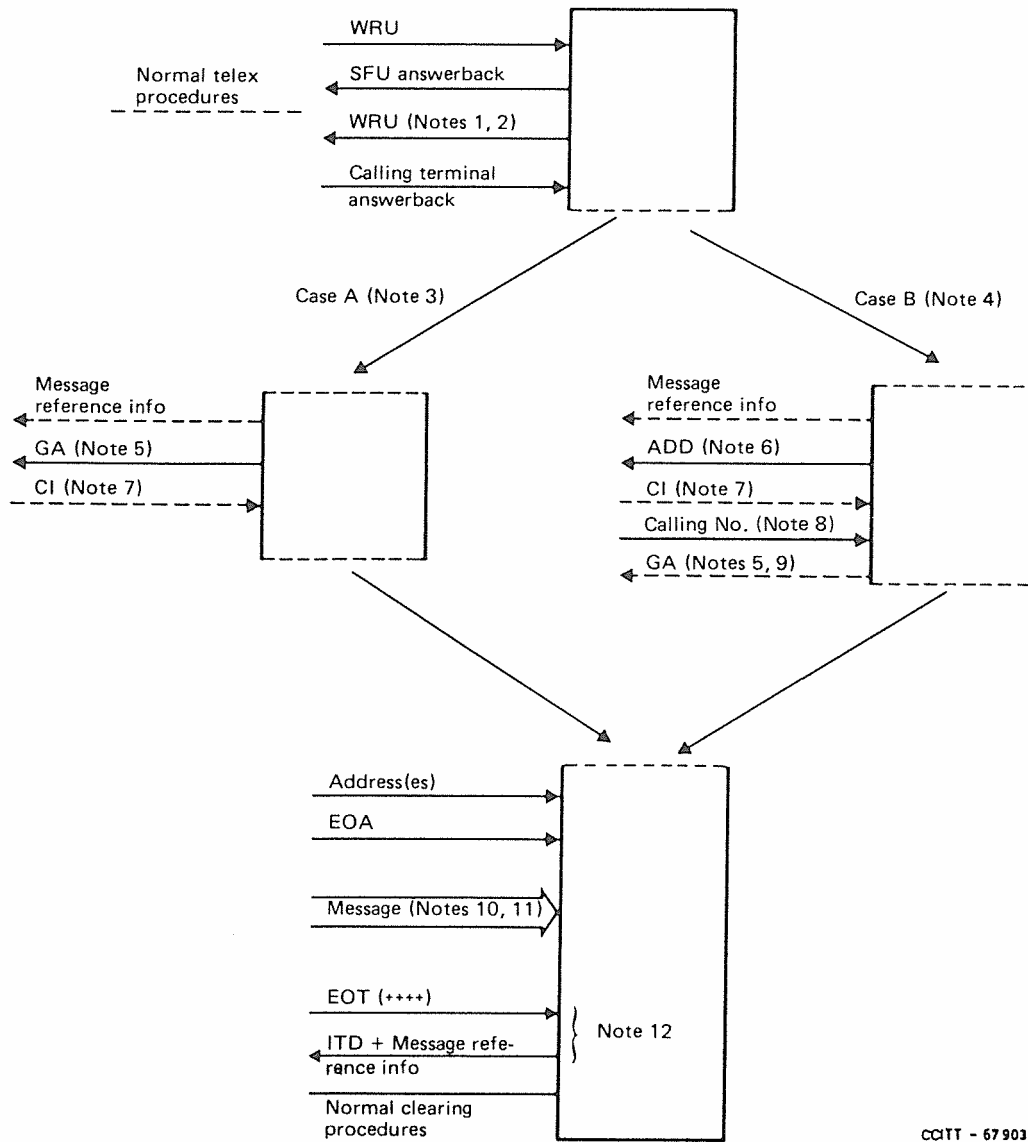 WRU
Normal telex
procedures
SFU answerback
WRU (Notes 1, 2)
Calling terminal
answerback
Case A (Note 3)
Case B (Note 4)
Message
reference info
GA (Note 5)
CI (Note 7)
Message
reference info
ADD (Note 6)
CI (Note 7)
Calling No. (Note 8)
GA (Notes 5, 9)
Address(es)
EOA
Message (Notes 10, 11)
EOT (++++)
ITD + Message refe-
rence info
Note 12
Normal clearing
procedures
CCITT - 67903